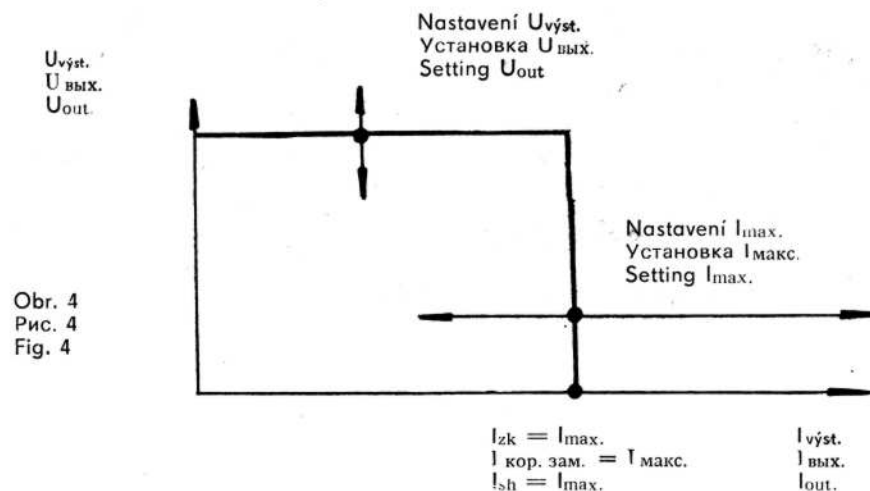 Nastavení Uvýst.
Установка Uвых.
Setting Uout
Uvýst.
Uвых.
Uout.
Nastavení Imax.
Установка Iмакс.
Setting Imax.
Obr. 4
Рис. 4
Fig. 4
Izk = Imax.
I кор. зам. = Iмакс.
Ish = Imax.
Ivýst.
Iвых.
Iout.